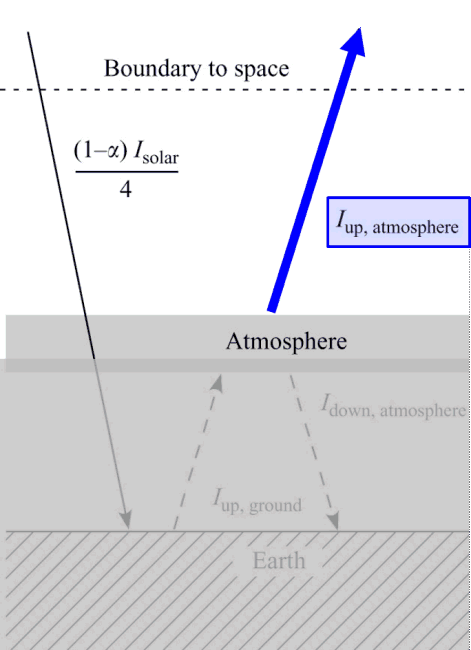 Boundary to space
(1–α) I_solar
4
I_up, atmosphere
Atmosphere
I_down, atmosphere
I_up, ground
Earth